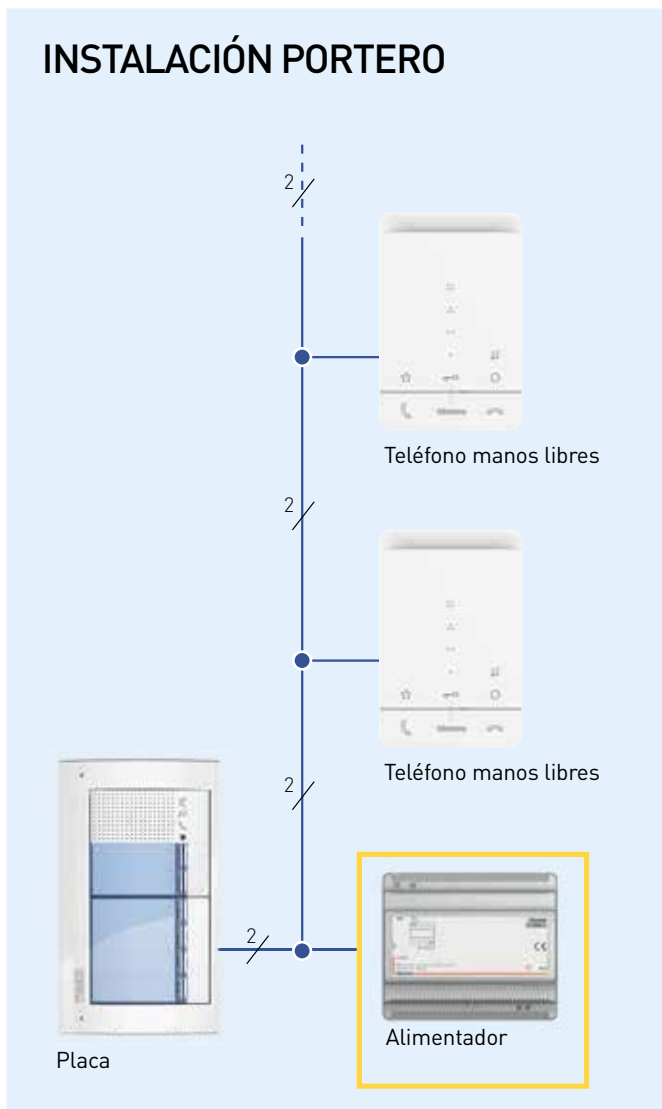 INSTALACIÓN PORTERO
2
Teléfono manos libres
2
Teléfono manos libres
2
2
Placa
Alimentador